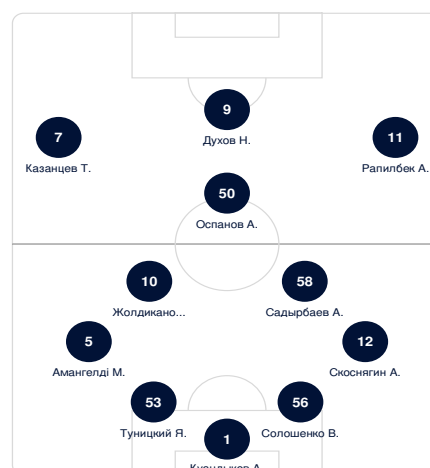 9
Духов Н.
7
Казанцев Т.
11
Рапилбек А.
50
Оспанов А.
10
Жолдикано...
58
Садырбаев А.
5
Амангелді М.
12
Скоснягин А.
53
Туницкий Я.
56
Солошенко В.
1